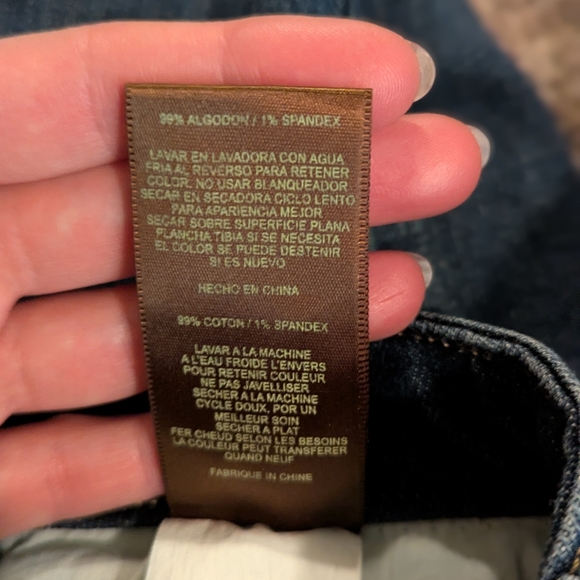 99% ALGODON / 1% SPANDEX
LAVAR EN LAVADORA CON AGUA
FRIA AL REVERSO PARA RETENER
COLOR. NO USAR BLANQUEADOR
SECAR EN SECADORA CICLO LENTO
PARA APARIENCIA MEJOR
SECAR SOBRE SUPERFICIE PLANA
PLANCHA TIBIA SI SE NECESITA
EL COLOR SE PUEDE DESTENIR
SI ES NUEVO
HECHO EN CHINA
99% COTON / 1% SPANDEX
LAVAR A LA MACHINE
A L'EAU FROIDE L'ENVERS
POUR RETENIR COULEUR
NE PAS JAVELLISER
SECHER A LA MACHINE
CYCLE DOUX, POR UN
MEILLEUR SOIN
SECHER A PLAT
FER CHEUD SELON LES BESOINS
LA COULEUR PEUT TRANSFERER
QUAND NEUF
FABRIQUE IN CHINE